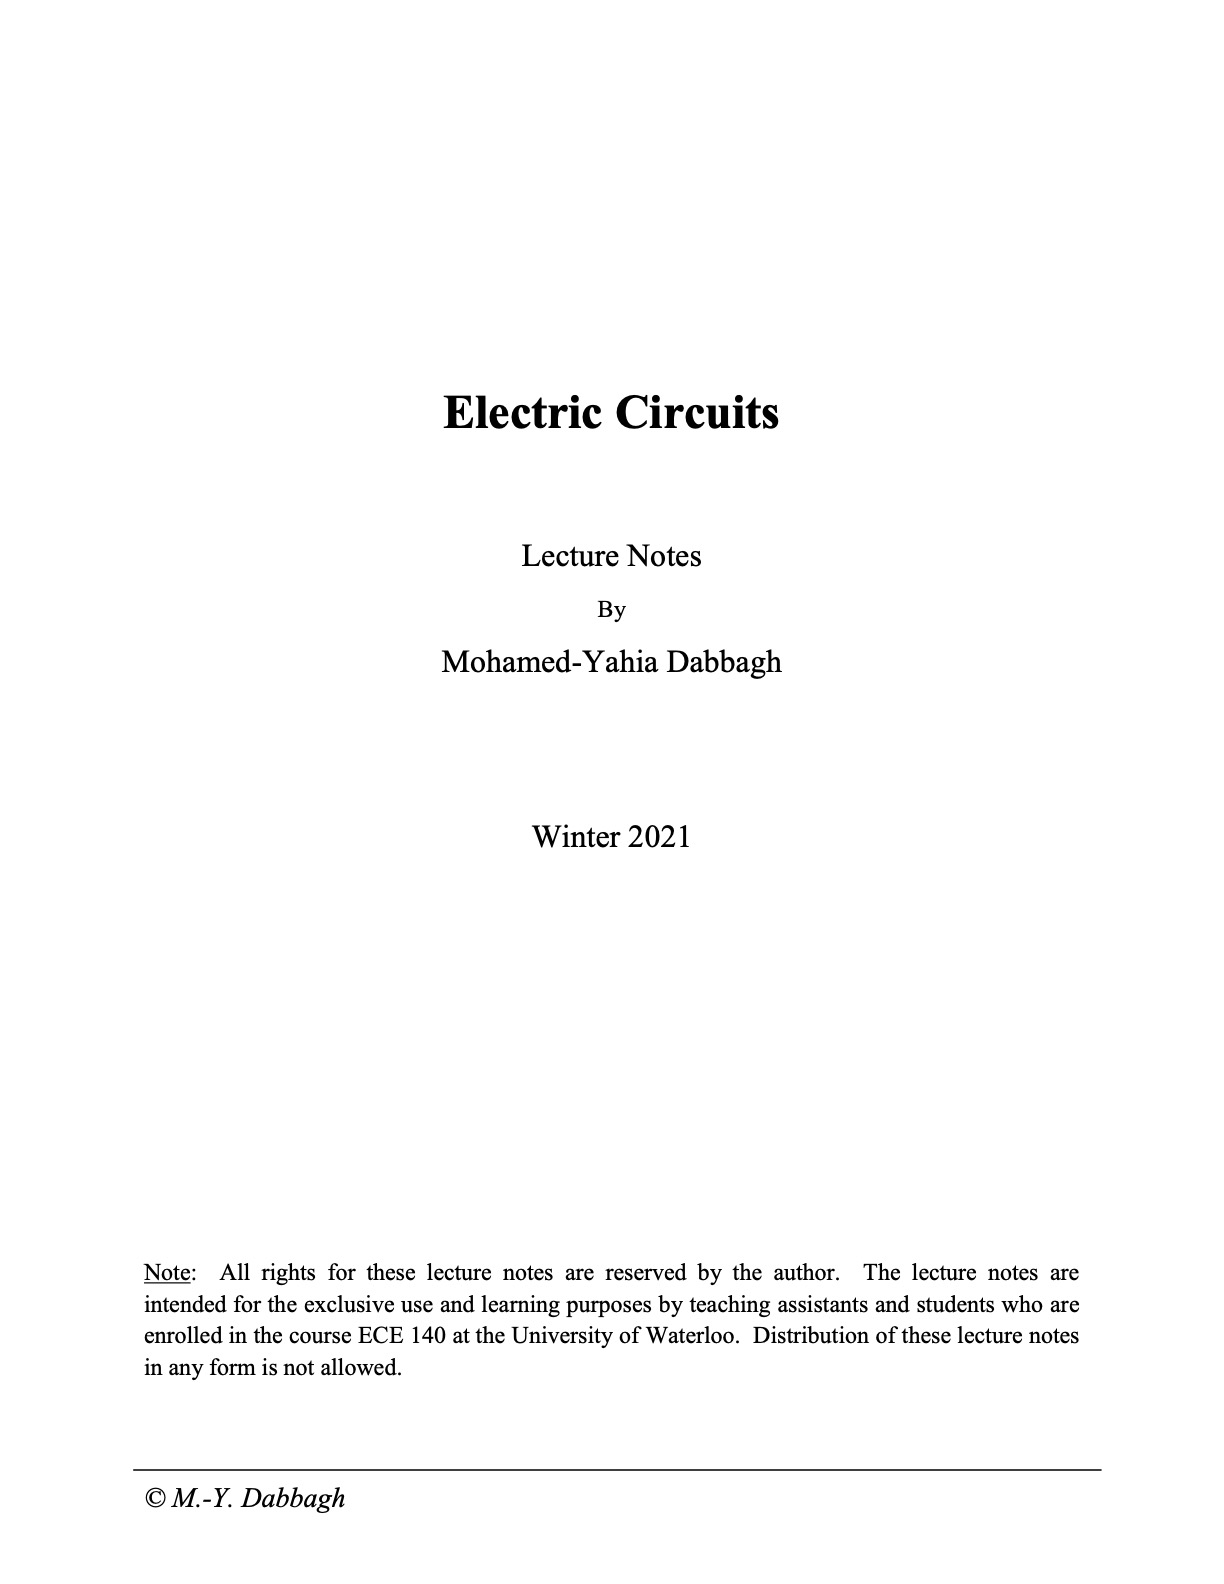 Electric Circuits
Lecture Notes
By
Mohamed-Yahia Dabbagh
Winter 2021
Note: All rights for these lecture notes are reserved by the author. The lecture notes are
intended for the exclusive use and learning purposes by teaching assistants and students who are
enrolled in the course ECE 140 at the University of Waterloo. Distribution of these lecture notes
in any form is not allowed.
© M.-Y. Dabbagh